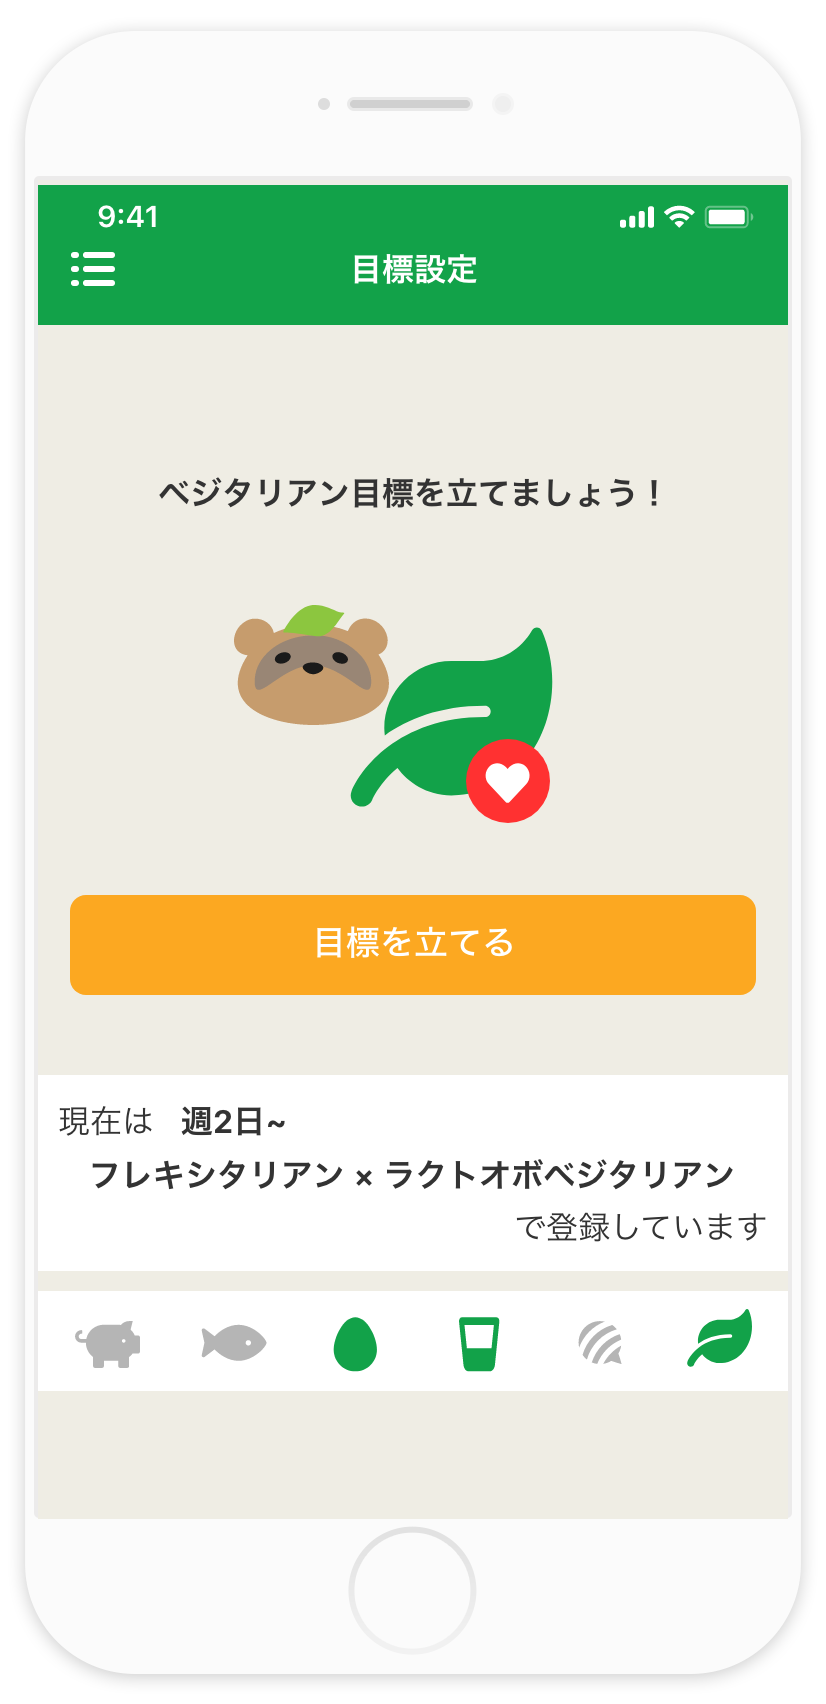 9:41
目標設定
ベジタリアン目標を立てましょう！
目標を立てる
現在は 週2日~
フレキシタリアン × ラクトオボベジタリアン
で登録しています